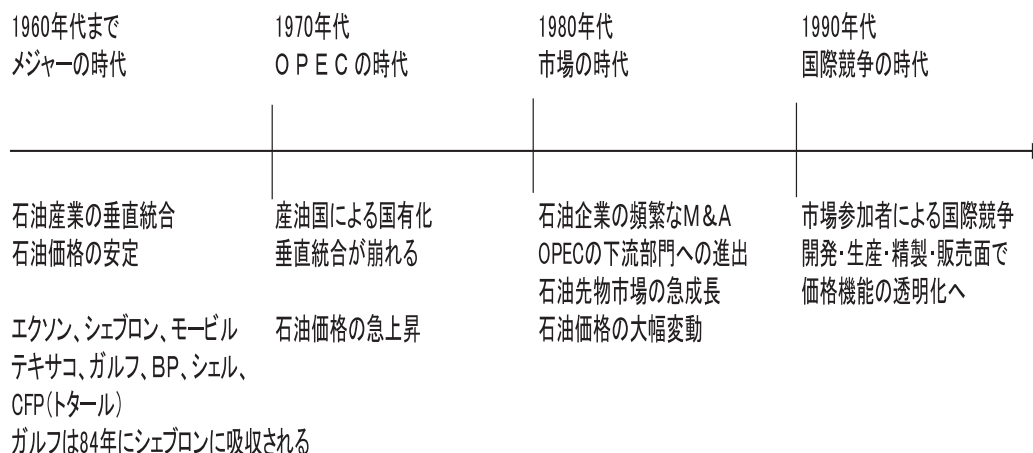 1960年代まで
メジャーの時代
1970年代
OPECの時代
1980年代
市場の時代
1990年代
国際競争の時代
石油産業の垂直統合
石油価格の安定
エクソン、シェブロン、モービル
テキサコ、ガルフ、BP、シェル、
CFP(トタール)
ガルフは84年にシェブロンに吸収される
産油国による国有化
垂直統合が崩れる
石油価格の急上昇
石油企業の頻繁なM&A
OPECの下流部門への進出
石油先物市場の急成長
石油価格の大幅変動
市場参加者による国際競争
開発・生産・精製・販売面で
価格機能の透明化へ